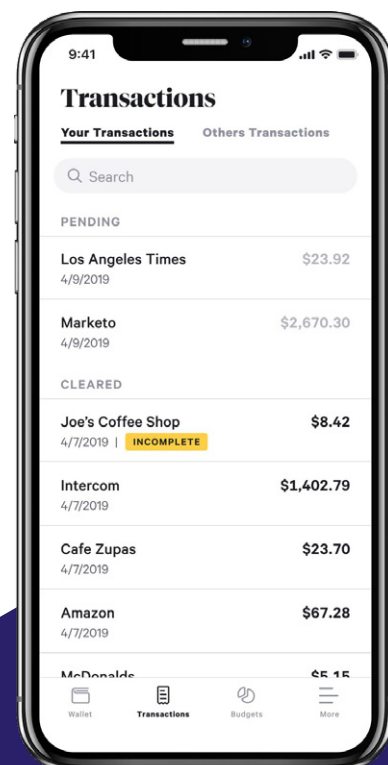 9:41
Transactions
Your Transactions Others Transactions
Search
PENDING
Los Angeles Times $23.92
4/9/2019
Marketo $2,670.30
4/9/2019
CLEARED
Joe's Coffee Shop $8.42
4/7/2019 | INCOMPLETE
Intercom $1,402.79
4/7/2019
Cafe Zupas $23.70
4/7/2019
Amazon $67.28
4/7/2019
McDonalds $5.15
Wallet Transactions Budgets More